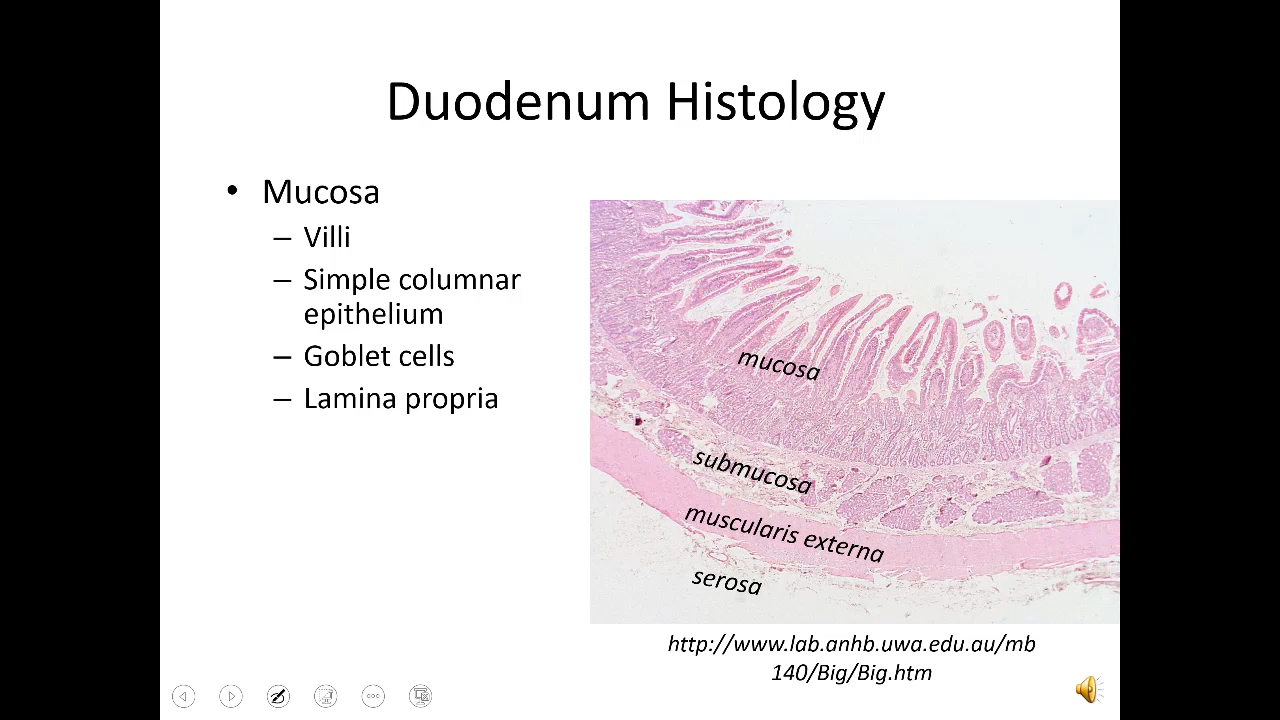 Duodenum Histology
• Mucosa
– Villi
– Simple columnar
epithelium
– Goblet cells
– Lamina propria
mucosa
submucosa
muscularis externa
serosa
http://www.lab.anhb.uwa.edu.au/mb
140/Big/Big.htm